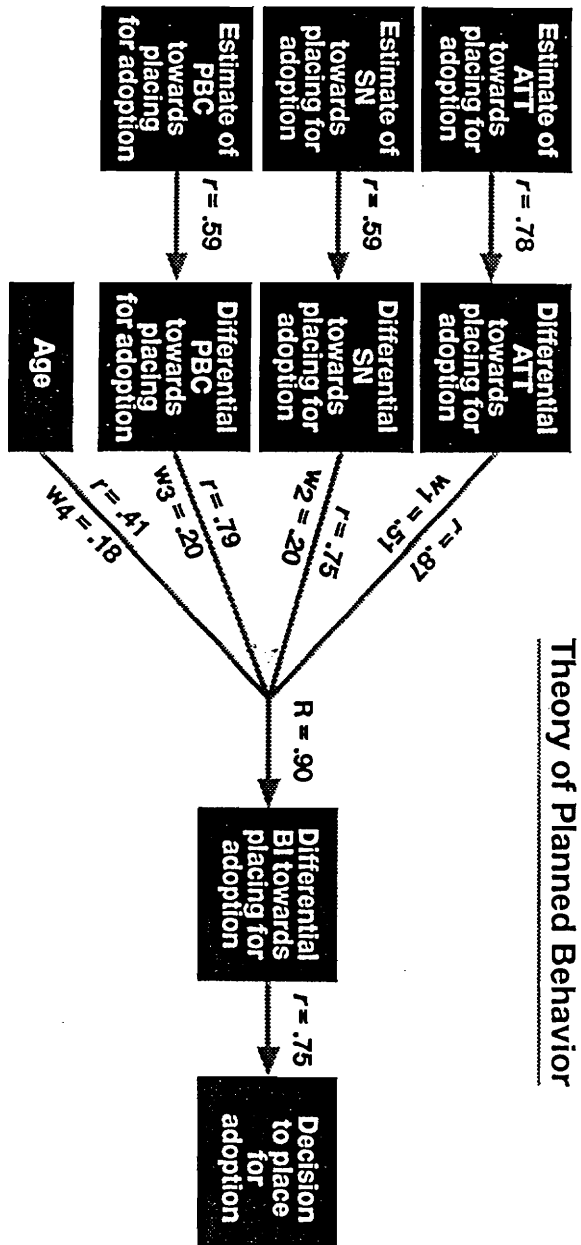 Theory of Planned Behavior
Estimate of
ATT
towards
placing for
adoption
r = .78
Differential
ATT
towards
placing for
adoption
r = .87
w1 = .51
Estimate of
SN
towards
placing for
adoption
r = .59
Differential
SN
towards
placing for
adoption
r = .75
w2 = .20
Estimate of
PBC
towards
placing
for adoption
r = .59
Differential
PBC
towards
placing
for adoption
r = .79
w3 = .20
Age
r = .41
w4 = .18
R = .90
Differential
BI towards
placing for
adoption
r = .75
Decision
to place
for
adoption